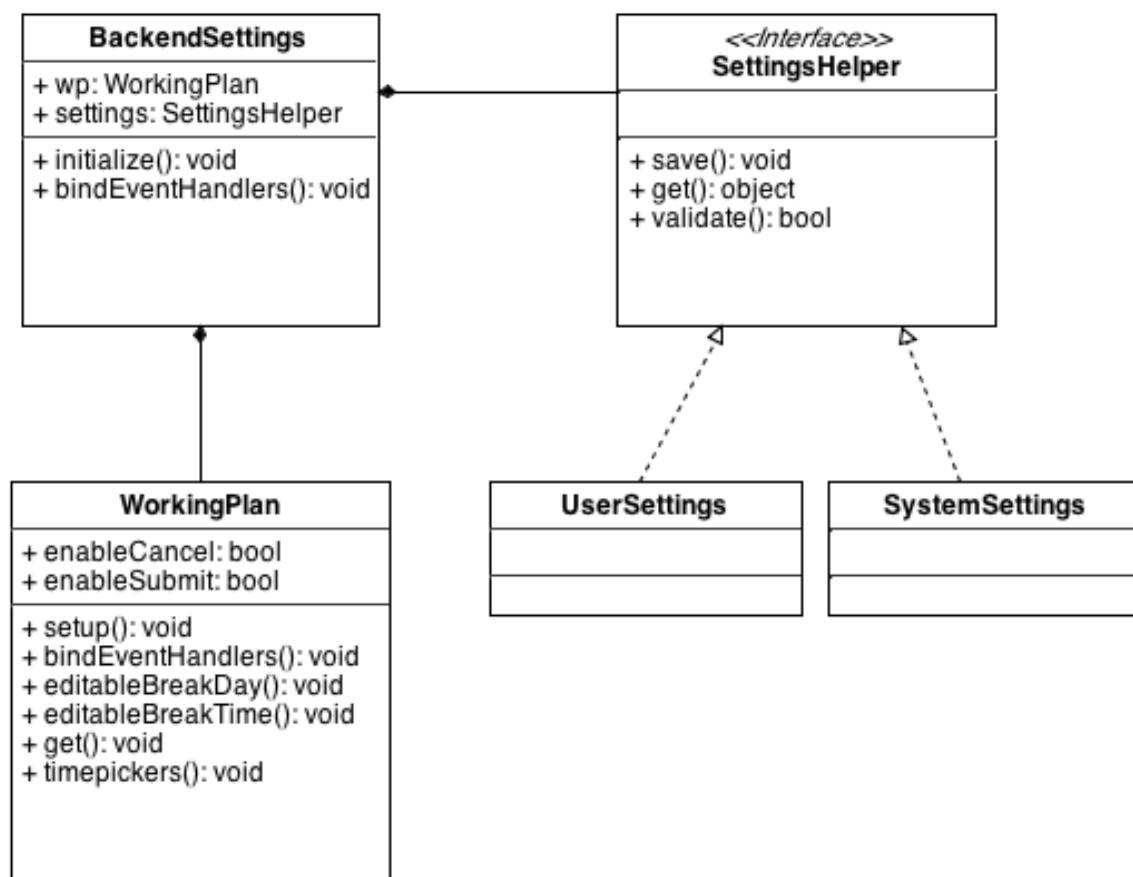 BackendSettings
+ wp: WorkingPlan
+ settings: SettingsHelper
+ initialize(): void
+ bindEventHandlers(): void
<<Interface>>
SettingsHelper
+ save(): void
+ get(): object
+ validate(): bool
WorkingPlan
+ enableCancel: bool
+ enableSubmit: bool
+ setup(): void
+ bindEventHandlers(): void
+ editableBreakDay(): void
+ editableBreakTime(): void
+ get(): void
+ timepickers(): void
UserSettings
SystemSettings